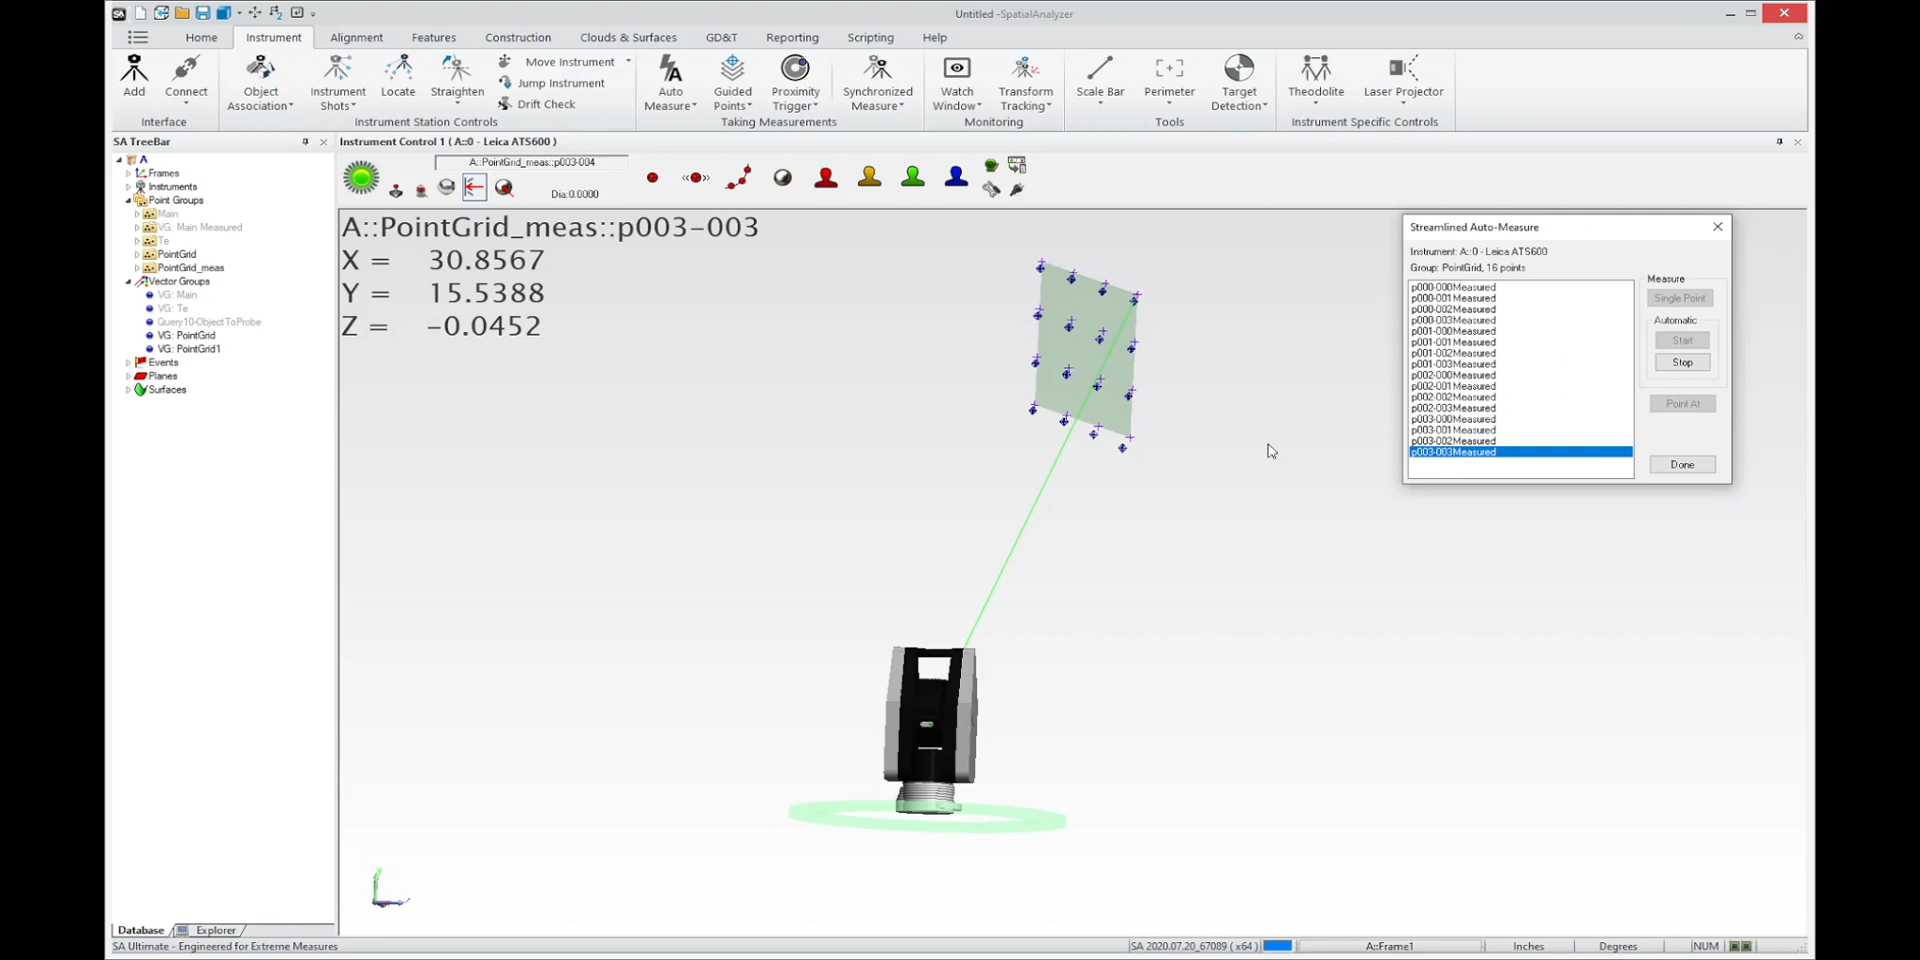 Untitled -SpatialAnalyzer
Home Instrument Alignment Features Construction Clouds & Surfaces GD&T Reporting Scripting Help
Add Connect Object Association Instrument Shots Locate Straighten Move Instrument Jump Instrument Drift Check Auto Measure Guided Points Proximity Trigger Synchronized Measure Watch Window Transform Tracking Scale Bar Perimeter Target Detection Theodolite Laser Projector
Interface Instrument Station Controls Taking Measurements Monitoring Tools Instrument Specific Controls
SA TreeBar
Instrument Control 1 ( A::0 - Leica ATS600 )
A
Frames
Instruments
Point Groups
Main
VG: Main Measured
Te
PointGrid
PointGrid_meas
Vector Groups
VG: Main
VG: Te
Query10-ObjectToProbe
VG: PointGrid
VG: PointGrid1
Events
Planes
Surfaces
A::PointGrid_meas::p003-004
Dia:0.0000
A::PointGrid_meas::p003-003
X = 30.8567
Y = 15.5388
Z = -0.0452
Streamlined Auto-Measure
Instrument: A::0 - Leica ATS600
Group: PointGrid, 16 points
p000-000Measured
p000-001Measured
p000-002Measured
p000-003Measured
p001-000Measured
p001-001Measured
p001-002Measured
p001-003Measured
p002-000Measured
p002-001Measured
p002-002Measured
p002-003Measured
p003-000Measured
p003-001Measured
p003-002Measured
p003-003Measured
Measure
Single Point
Automatic
Start
Stop
Point At
Done
Database Explorer
SA Ultimate - Engineered for Extreme Measures
SA 2020.07.20_67089 ( x64 )
A::Frame1
Inches
Degrees
NUM